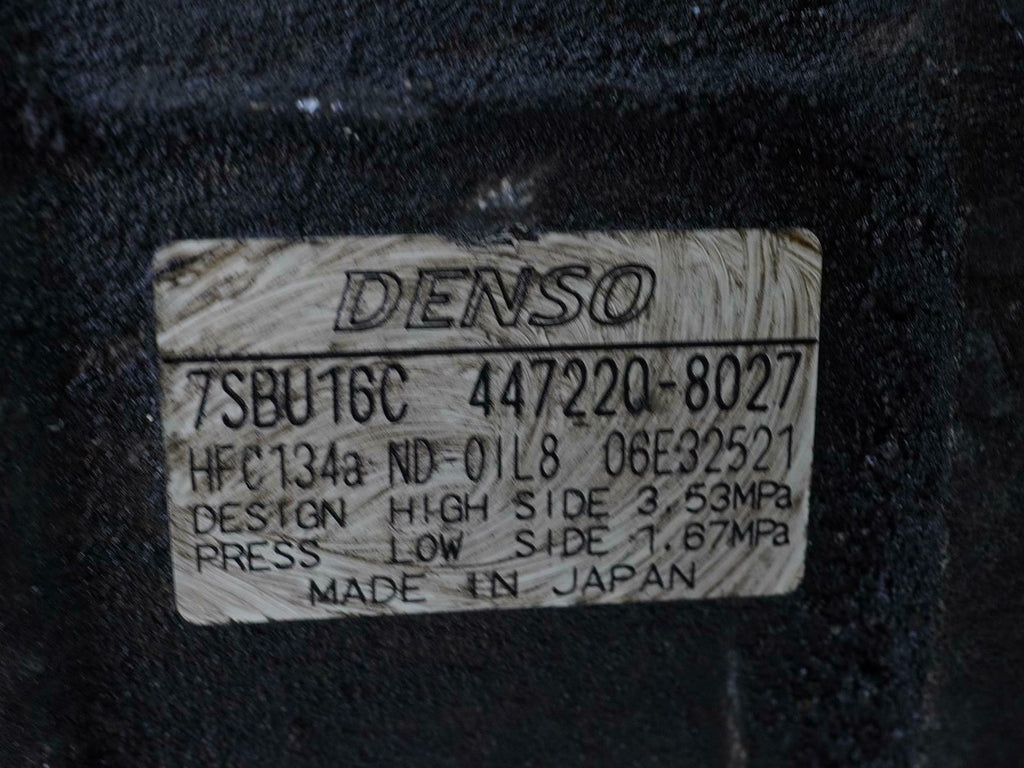 DENSO
7SBU16C 447220-8027
HFC134a ND-OIL8 06E32521
DESIGN HIGH SIDE 3.53MPa
PRESS LOW SIDE 1.67MPa
MADE IN JAPAN